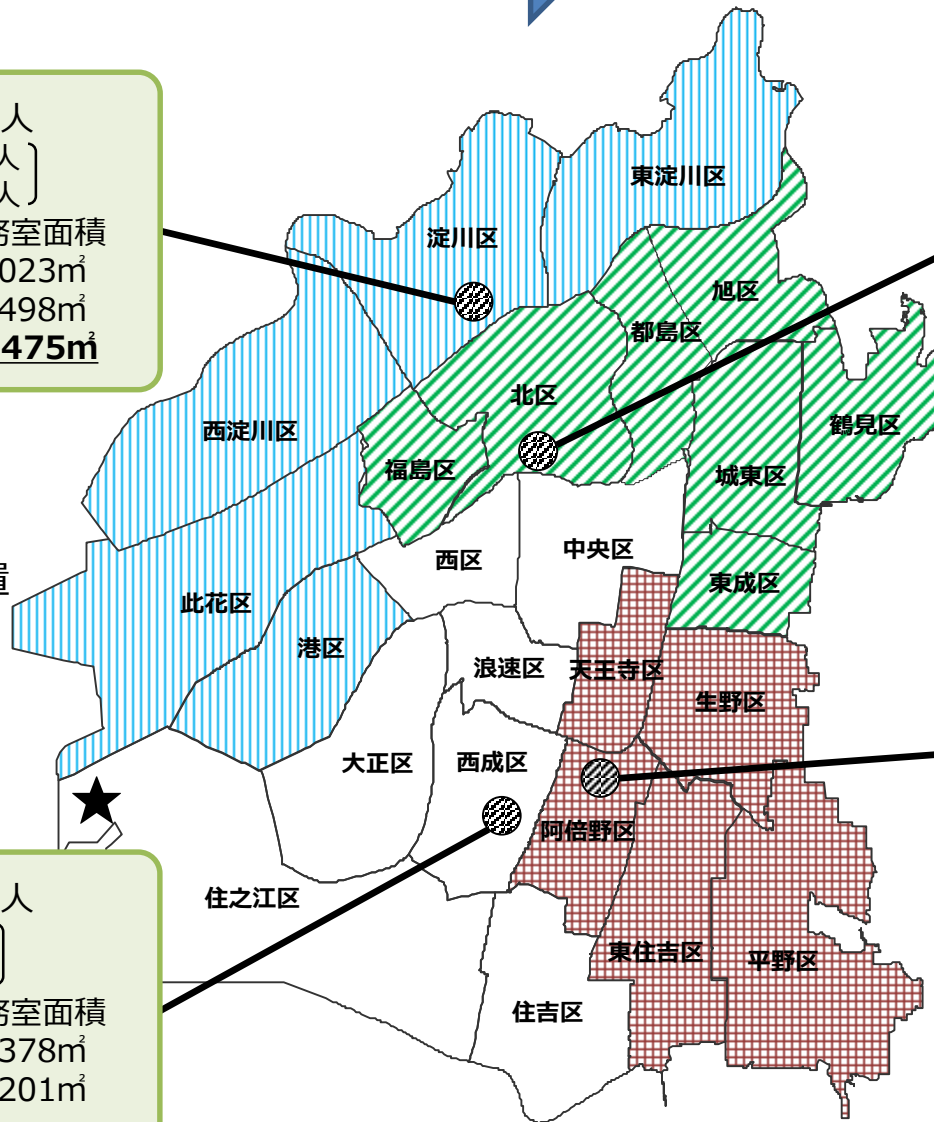 人
人
人
務室面積
023㎡
498㎡
475㎡
東淀川区
淀川区
旭区
都島区
北区
鶴見区
西淀川区
福島区
城東区
西区
中央区
東成区
此花区
港区
浪速区
天王寺区
生野区
大正区
西成区
阿倍野区
住之江区
東住吉区
平野区
住吉区
人
務室面積
378㎡
201㎡